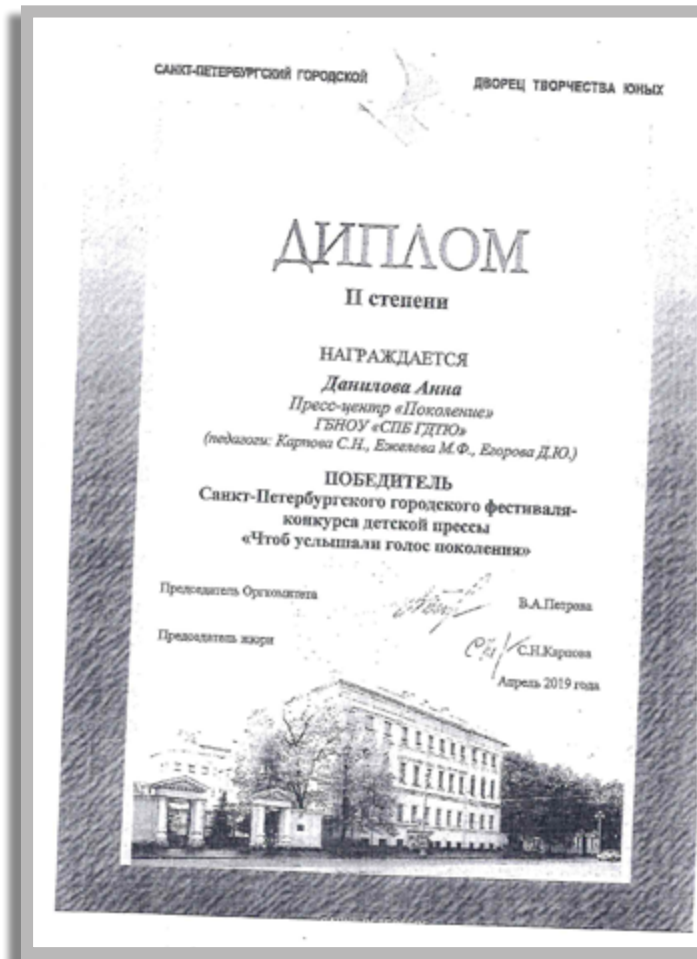 САНКТ-ПЕТЕРБУРГСКИЙ ГОРОДСКОЙ ДВОРЕЦ ТВОРЧЕСТВА ЮНЫХ
ДИПЛОМ
II степени
НАГРАЖДАЕТСЯ
Данилова Анна
Пресс-центр «Поколение»
ГБНОУ «СПБ ГДТЮ»
(педагоги: Карпова С.Н., Ежелева М.Ф., Егорова Д.Ю.)
ПОБЕДИТЕЛЬ
Санкт-Петербургского городского фестиваля-
конкурса детской прессы
«Чтоб услышали голос поколения»
Председатель Оргкомитета В.А.Петрова
Председатель жюри С.Н.Карпова
Апрель 2019 года